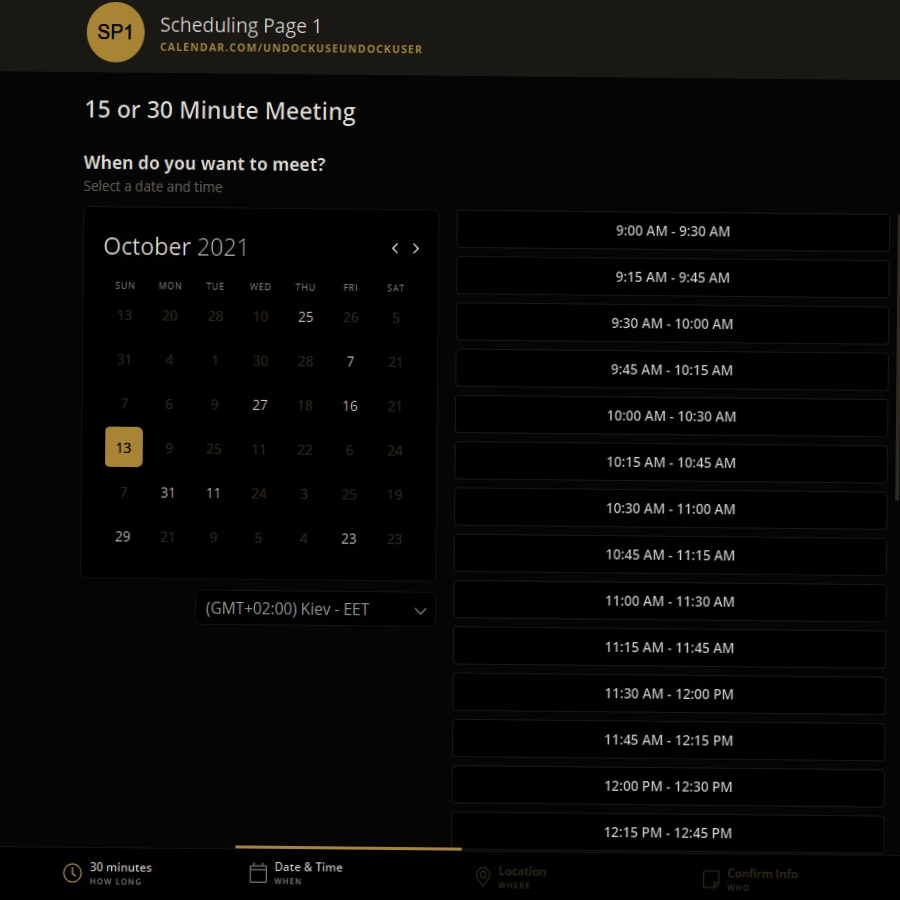 SP1
Scheduling Page 1
CALENDAR.COM/UNDOCKUSEUNDOCKUSER
15 or 30 Minute Meeting
When do you want to meet?
Select a date and time
October 2021
SUN MON TUE WED THU FRI SAT
13 20 28 10 25 26 5
31 4 1 30 28 7 21
7 6 9 27 18 16 21
13 9 25 11 22 6 24
7 31 11 24 3 25 19
29 21 9 5 4 23 23
(GMT+02:00) Kiev - EET
9:00 AM - 9:30 AM
9:15 AM - 9:45 AM
9:30 AM - 10:00 AM
9:45 AM - 10:15 AM
10:00 AM - 10:30 AM
10:15 AM - 10:45 AM
10:30 AM - 11:00 AM
10:45 AM - 11:15 AM
11:00 AM - 11:30 AM
11:15 AM - 11:45 AM
11:30 AM - 12:00 PM
11:45 AM - 12:15 PM
12:00 PM - 12:30 PM
12:15 PM - 12:45 PM
30 minutes
HOW LONG
Date & Time
WHEN
Location
WHERE
Confirm Info
WHO